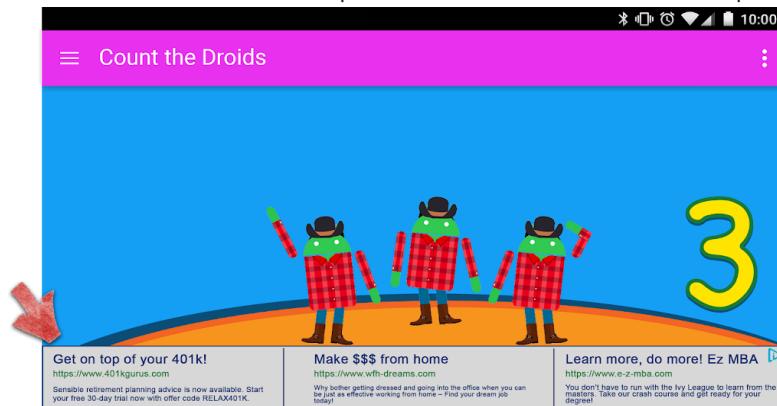 10:00
Count the Droids
3
Get on top of your 401k!
https://www.401kgurus.com
Sensible retirement planning advice is now available. Start
your free 30-day trial now with offer code RELAX401K.
Make $$$ from home
https://www.wfh-dreams.com
Why bother getting dressed and going into the office when you can
be just as effective working from home – Find your dream job
today!
Learn more, do more! Ez MBA
https://www.e-z-mba.com
You don't have to run with the Ivy League to learn from the
masters. Take our crash course and get ready for your
degree!